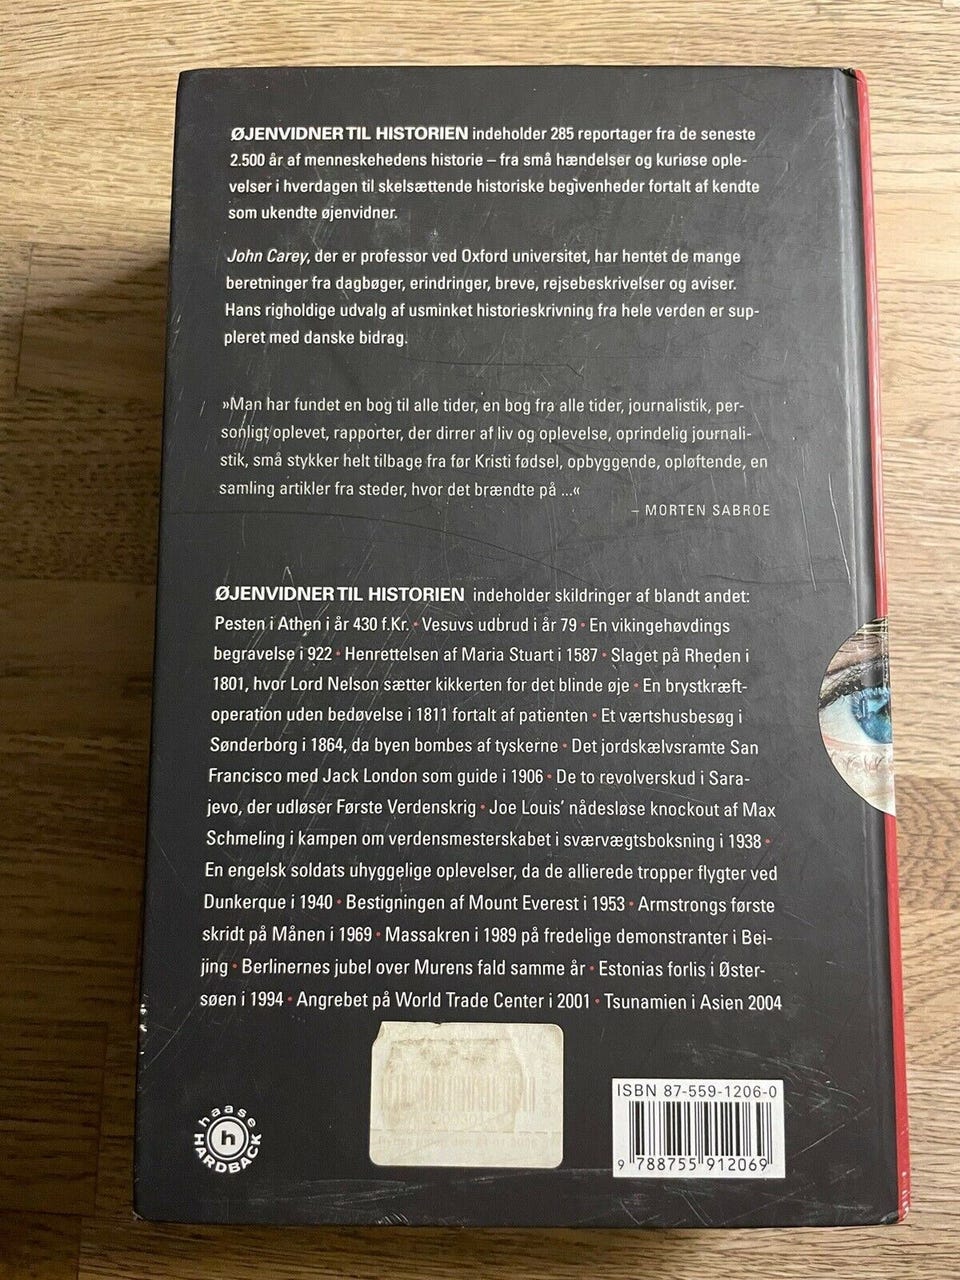 ØJENVIDNER TIL HISTORIEN indeholder 285 reportager fra de seneste
2.500 år af menneskehedens historie – fra små hændelser og kuriøse ople-
velser i hverdagen til skelsættende historiske begivenheder fortalt af kendte
som ukendte øjenvidner.
John Carey, der er professor ved Oxford universitet, har hentet de mange
beretninger fra dagbøger, erindringer, breve, rejsebeskrivelser og aviser.
Hans righoldige udvalg af usminket historieskrivning fra hele verden er sup-
pleret med danske bidrag.
»Man har fundet en bog til alle tider, en bog fra alle tider, journalistik, per-
sonligt oplevet, rapporter, der dirrer af liv og oplevelse, oprindelig journali-
stik, små stykker helt tilbage fra før Kristi fødsel, opbyggende, opløftende, en
samling artikler fra steder, hvor det brændte på ...«
– MORTEN SABROE
ØJENVIDNER TIL HISTORIEN indeholder skildringer af blandt andet:
Pesten i Athen i år 430 f.Kr. • Vesuvs udbrud i år 79 • En vikingehøvdings
begravelse i 922 • Henrettelsen af Maria Stuart i 1587 • Slaget på Rheden i
1801, hvor Lord Nelson sætter kikkerten for det blinde øje • En brystkræft-
operation uden bedøvelse i 1811 fortalt af patienten • Et værtshusbesøg i
Sønderborg i 1864, da byen bombes af tyskerne • Det jordskælvsramte San
Francisco med Jack London som guide i 1906 • De to revolverskud i Sara-
jevo, der udløser Første Verdenskrig • Joe Louis' nådesløse knockout af Max
Schmeling i kampen om verdensmesterskabet i sværvægtsboksning i 1938 •
En engelsk soldats uhyggelige oplevelser, da de allierede tropper flygter ved
Dunkerque i 1940 • Bestigningen af Mount Everest i 1953 • Armstrongs første
skridt på Månen i 1969 • Massakren i 1989 på fredelige demonstranter i Bei-
jing • Berlinernes jubel over Murens fald samme år • Estonias forlis i Øster-
søen i 1994 • Angrebet på World Trade Center i 2001 • Tsunamien i Asien 2004
haase
h
HARDBACK
ISBN 87-559-1206-0
9 788755 912069